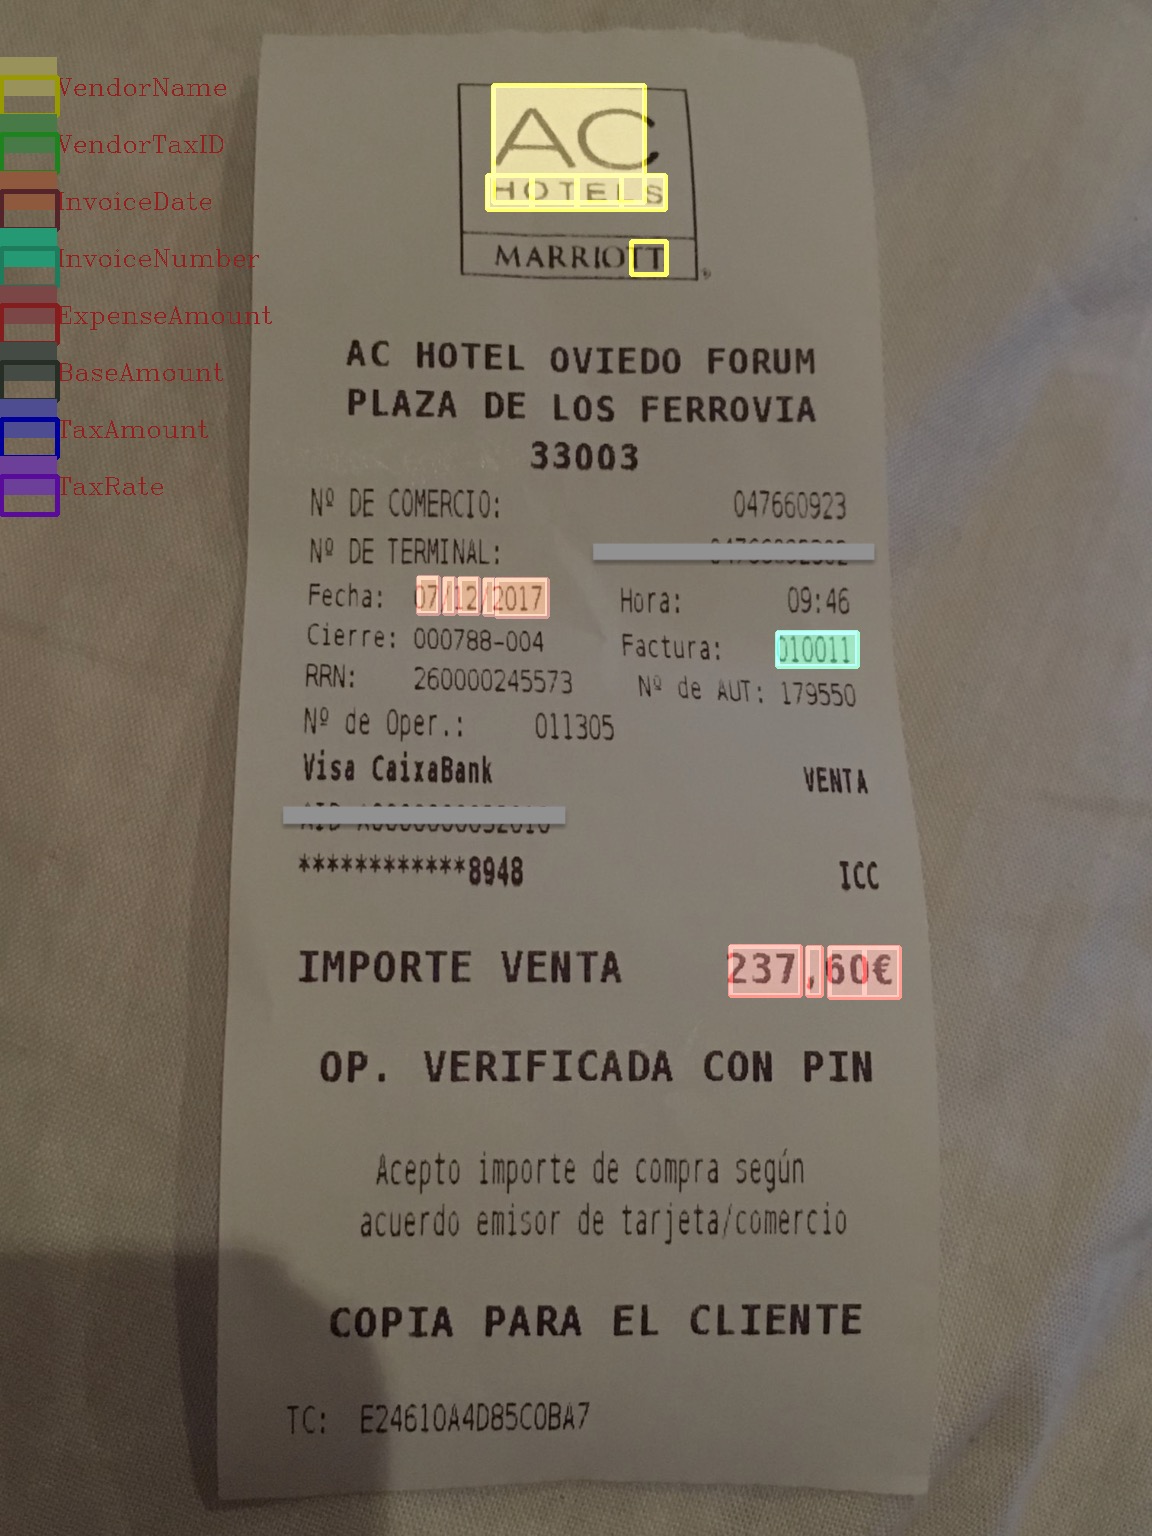 VendorName
VendorTaxID
InvoiceDate
InvoiceNumber
ExpenseAmount
BaseAmount
TaxAmount
TaxRate
AC
HOTELS
MARRIOTT
AC HOTEL OVIEDO FORUM
PLAZA DE LOS FERROVIA
33003
Nº DE COMERCIO: 047660923
Nº DE TERMINAL:
Fecha: 07/12/2017 Hora: 09:46
Cierre: 000788-004 Factura: 010011
RRN: 260000245573 Nº de AUT: 179550
Nº de Oper.: 011305
Visa CaixaBank VENTA
************8948 ICC
IMPORTE VENTA 237,60€
OP. VERIFICADA CON PIN
Acepto importe de compra según
acuerdo emisor de tarjeta/comercio
COPIA PARA EL CLIENTE
TC: E24610A4D85C0BA7